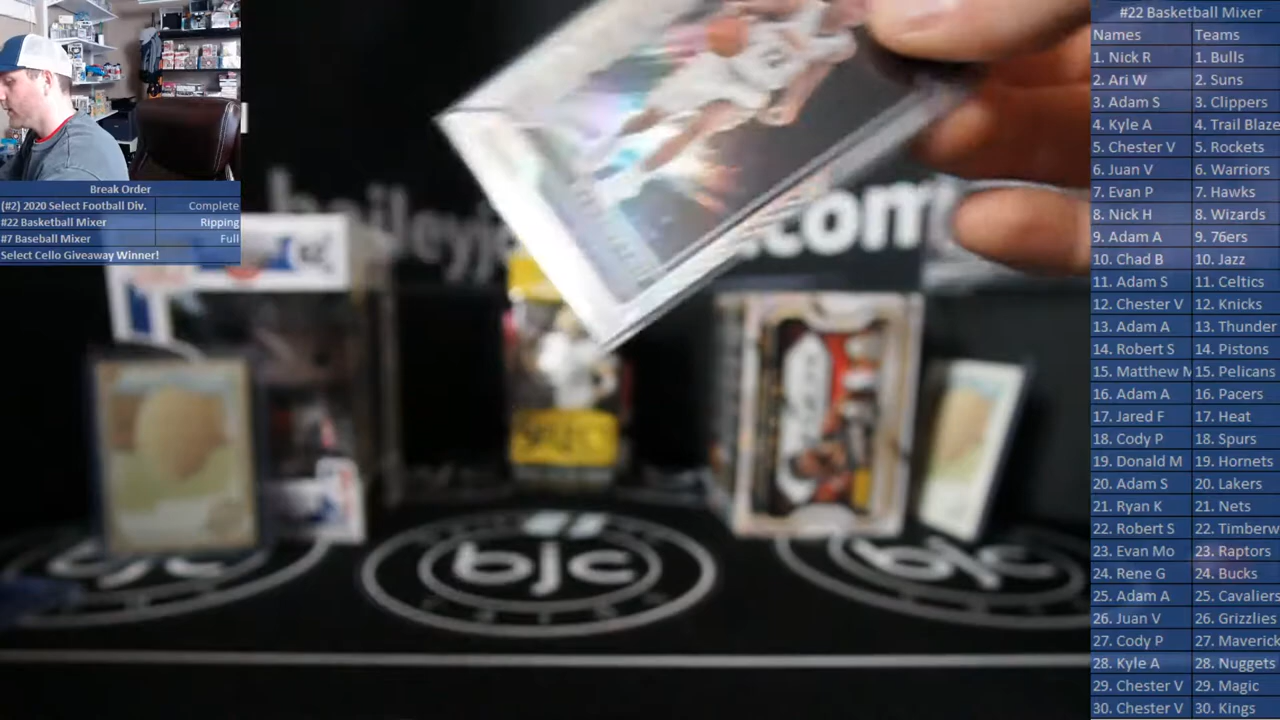 #22 Basketball Mixer
Names Teams
1. Nick R 1. Bulls
2. Ari W 2. Suns
3. Adam S 3. Clippers
4. Kyle A 4. Trail Blaze
5. Chester V 5. Rockets
6. Juan V 6. Warriors
7. Evan P 7. Hawks
8. Nick H 8. Wizards
9. Adam A 9. 76ers
10. Chad B 10. Jazz
11. Adam S 11. Celtics
12. Chester V 12. Knicks
13. Adam A 13. Thunder
14. Robert S 14. Pistons
15. Matthew M 15. Pelicans
16. Adam A 16. Pacers
17. Jared F 17. Heat
18. Cody P 18. Spurs
19. Donald M 19. Hornets
20. Adam S 20. Lakers
21. Ryan K 21. Nets
22. Robert S 22. Timberw
23. Evan Mo 23. Raptors
24. Rene G 24. Bucks
25. Adam A 25. Cavaliers
26. Juan V 26. Grizzlies
27. Cody P 27. Maverick
28. Kyle A 28. Nuggets
29. Chester V 29. Magic
30. Chester V 30. Kings
Break Order
(#2) 2020 Select Football Div. Complete
#22 Basketball Mixer Ripping
#7 Baseball Mixer Full
Select Cello Giveaway Winner!
baileyj .com
bjc bjc bjc